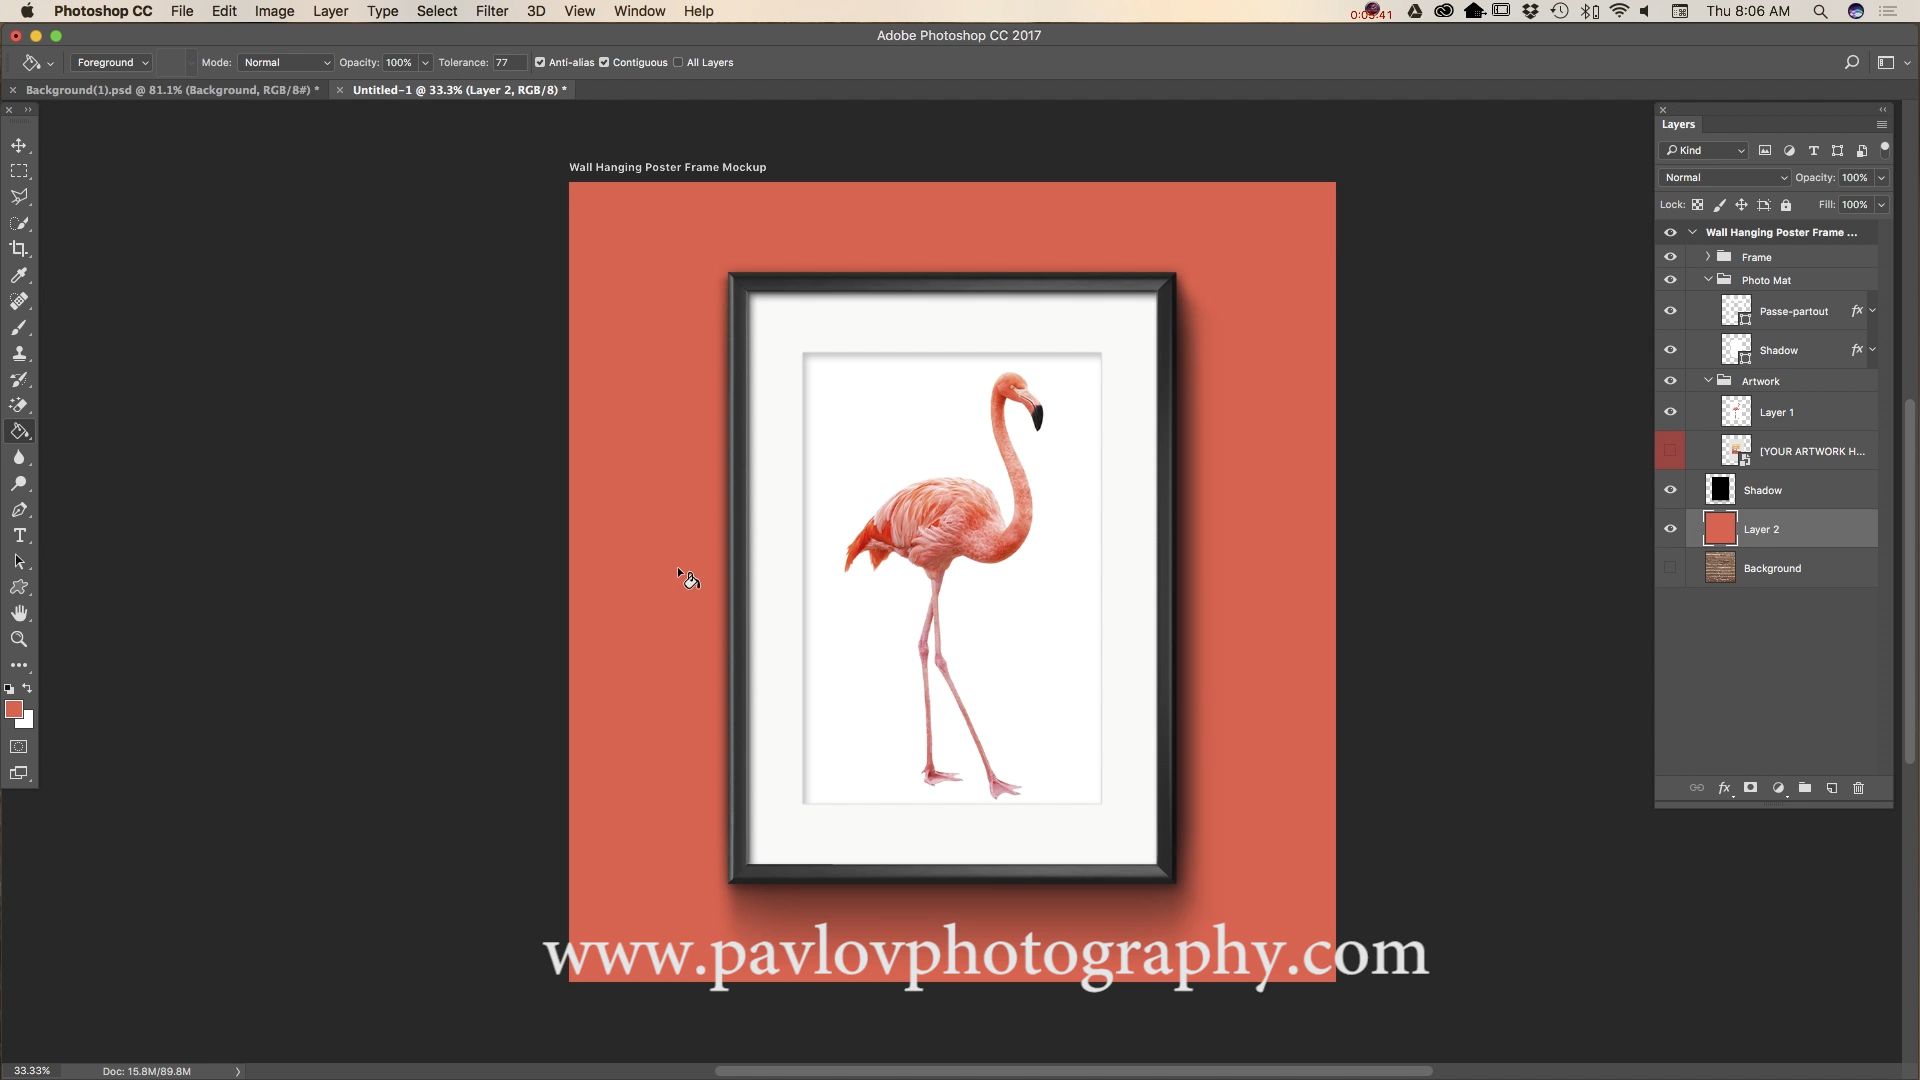 Photoshop CC File Edit Image Layer Type Select Filter 3D View Window Help Thu 8:06 AM
Adobe Photoshop CC 2017
Foreground Mode: Normal Opacity: 100% Tolerance: 77 Anti-alias Contiguous All Layers
Background(1).psd @ 81.1% (Background, RGB/8#) * Untitled-1 @ 33.3% (Layer 2, RGB/8) *
Layers
Kind
Normal Opacity: 100%
Lock: Fill: 100%
Wall Hanging Poster Frame Mockup
Wall Hanging Poster Frame ...
Frame
Photo Mat
Passe-partout fx
Shadow fx
Artwork
Layer 1
[YOUR ARTWORK H...
Shadow
Layer 2
Background
fx
www.pavlovphotography.com
33.33% Doc: 15.8M/89.8M